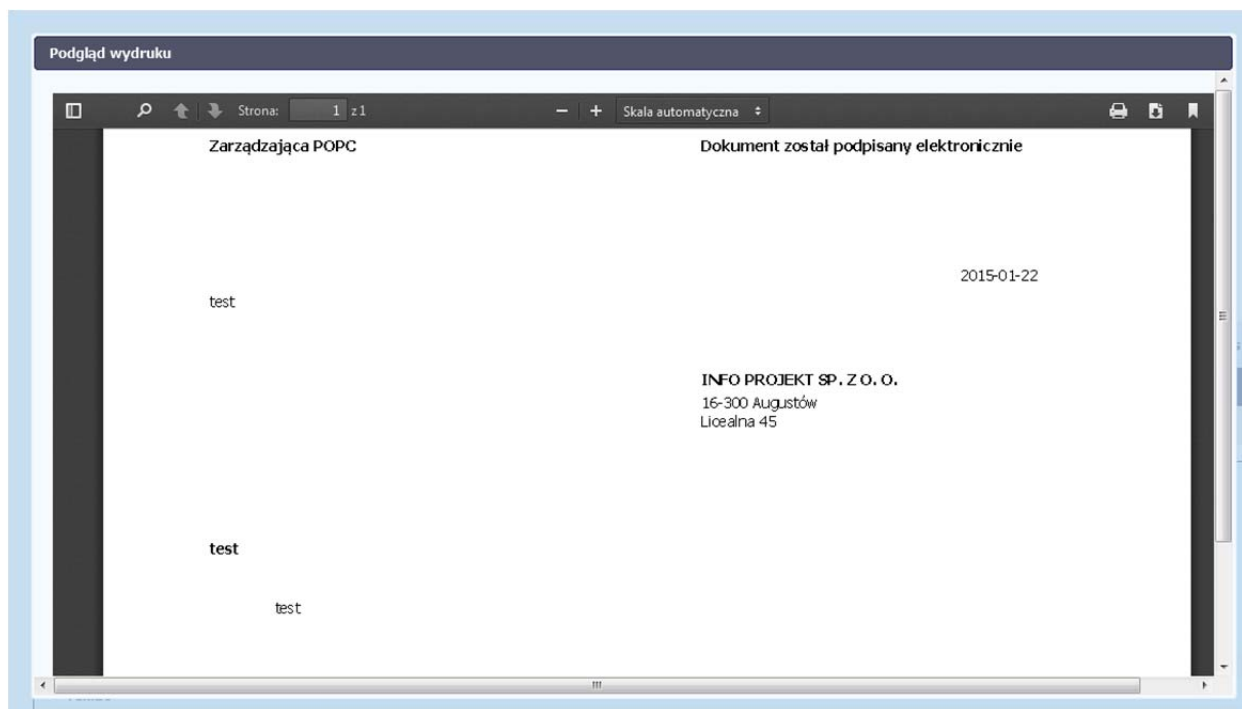 Podgląd wydruku
Strona: 1 z 1 Skala automatyczna
Zarządzająca POPC Dokument został podpisany elektronicznie
2015-01-22
test
INFO PROJEKT SP. Z O. O.
16-300 Augustów
Licealna 45
test
test